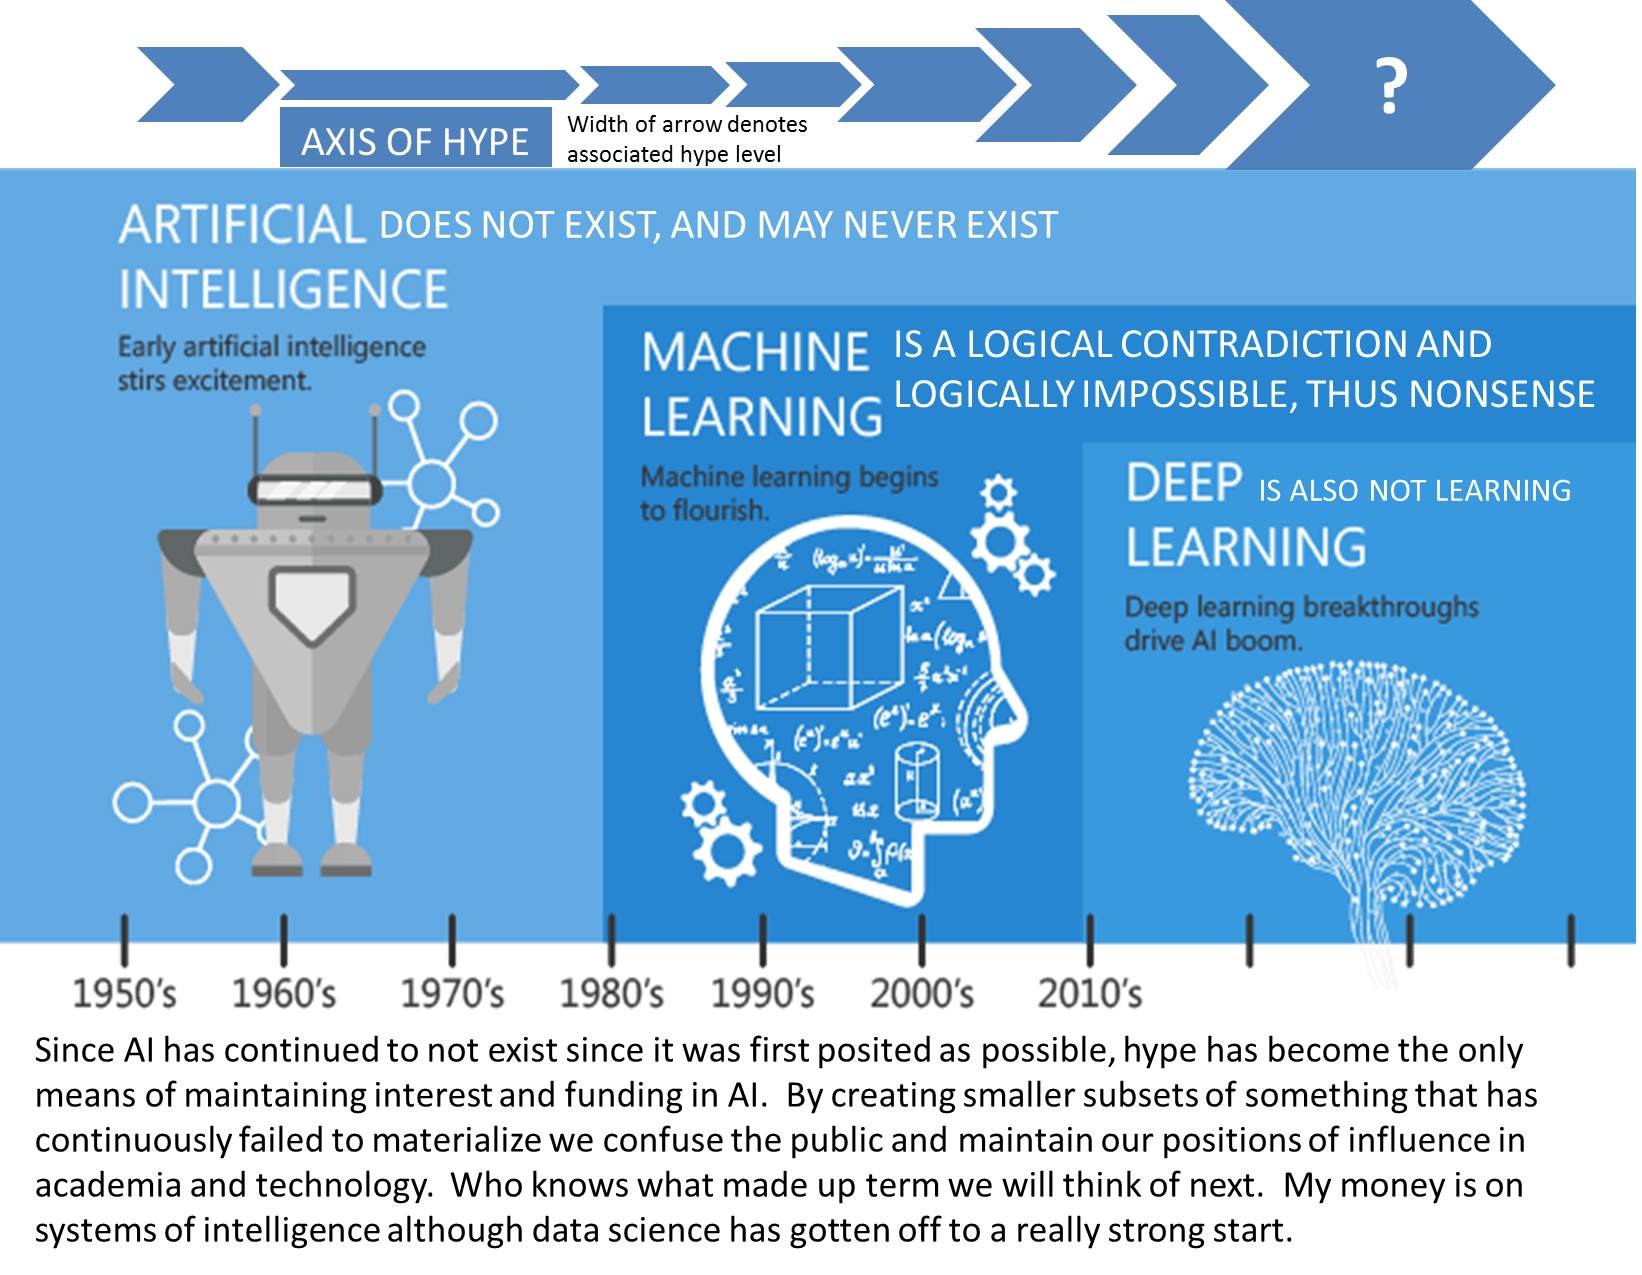 ?
AXIS OF HYPE
Width of arrow denotes
associated hype level
ARTIFICIAL DOES NOT EXIST, AND MAY NEVER EXIST
INTELLIGENCE
Early artificial intelligence
stirs excitement.
MACHINE IS A LOGICAL CONTRADICTION AND
LEARNING LOGICALLY IMPOSSIBLE, THUS NONSENSE
Machine learning begins
to flourish.
DEEP IS ALSO NOT LEARNING
LEARNING
Deep learning breakthroughs
drive AI boom.
1950's 1960's 1970's 1980's 1990's 2000's 2010's
Since AI has continued to not exist since it was first posited as possible, hype has become the only
means of maintaining interest and funding in AI.  By creating smaller subsets of something that has
continuously failed to materialize we confuse the public and maintain our positions of influence in
academia and technology.  Who knows what made up term we will think of next.  My money is on
systems of intelligence although data science has gotten off to a really strong start.